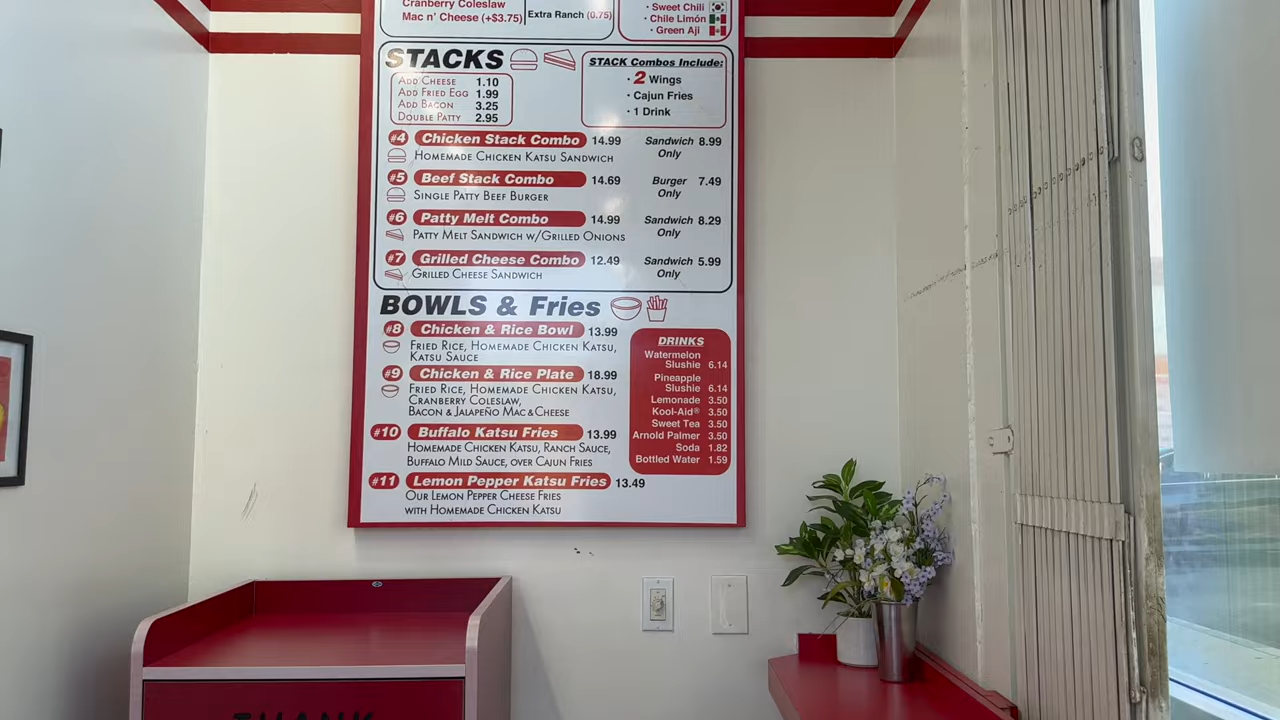 Cranberry Coleslaw
Mac n' Cheese (+$3.75)
Extra Ranch (0.75)
• Sweet Chili
• Chile Limón
• Green Aji
STACKS
ADD CHEESE 1.10
ADD FRIED EGG 1.99
ADD BACON 3.25
DOUBLE PATTY 2.95
STACK Combos Include:
• 2 Wings
• Cajun Fries
• 1 Drink
#4 Chicken Stack Combo 14.99 Sandwich Only 8.99
HOMEMADE CHICKEN KATSU SANDWICH
#5 Beef Stack Combo 14.69 Burger Only 7.49
SINGLE PATTY BEEF BURGER
#6 Patty Melt Combo 14.99 Sandwich Only 8.29
PATTY MELT SANDWICH W/GRILLED ONIONS
#7 Grilled Cheese Combo 12.49 Sandwich Only 5.99
GRILLED CHEESE SANDWICH
BOWLS & Fries
#8 Chicken & Rice Bowl 13.99
FRIED RICE, HOMEMADE CHICKEN KATSU,
KATSU SAUCE
#9 Chicken & Rice Plate 18.99
FRIED RICE, HOMEMADE CHICKEN KATSU,
CRANBERRY COLESLAW,
BACON & JALAPEÑO MAC & CHEESE
#10 Buffalo Katsu Fries 13.99
HOMEMADE CHICKEN KATSU, RANCH SAUCE,
BUFFALO MILD SAUCE, OVER CAJUN FRIES
#11 Lemon Pepper Katsu Fries 13.49
OUR LEMON PEPPER CHEESE FRIES
WITH HOMEMADE CHICKEN KATSU
DRINKS
Watermelon
Slushie 6.14
Pineapple
Slushie 6.14
Lemonade 3.50
Kool-Aid® 3.50
Sweet Tea 3.50
Arnold Palmer 3.50
Soda 1.82
Bottled Water 1.59
THANK